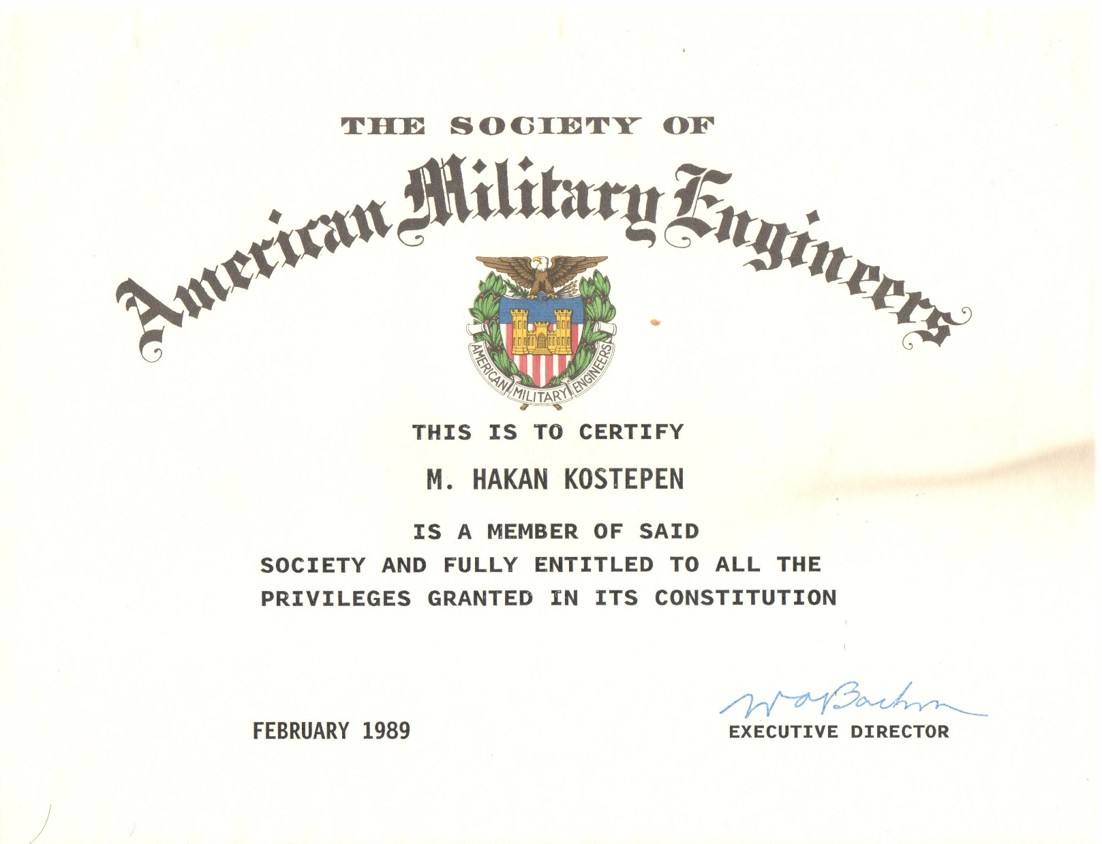 THE SOCIETY OF
American Military Engineers
AMERICAN MILITARY ENGINEERS
THIS IS TO CERTIFY
M. HAKAN KOSTEPEN
IS A MEMBER OF SAID
SOCIETY AND FULLY ENTITLED TO ALL THE
PRIVILEGES GRANTED IN ITS CONSTITUTION
FEBRUARY 1989
EXECUTIVE DIRECTOR